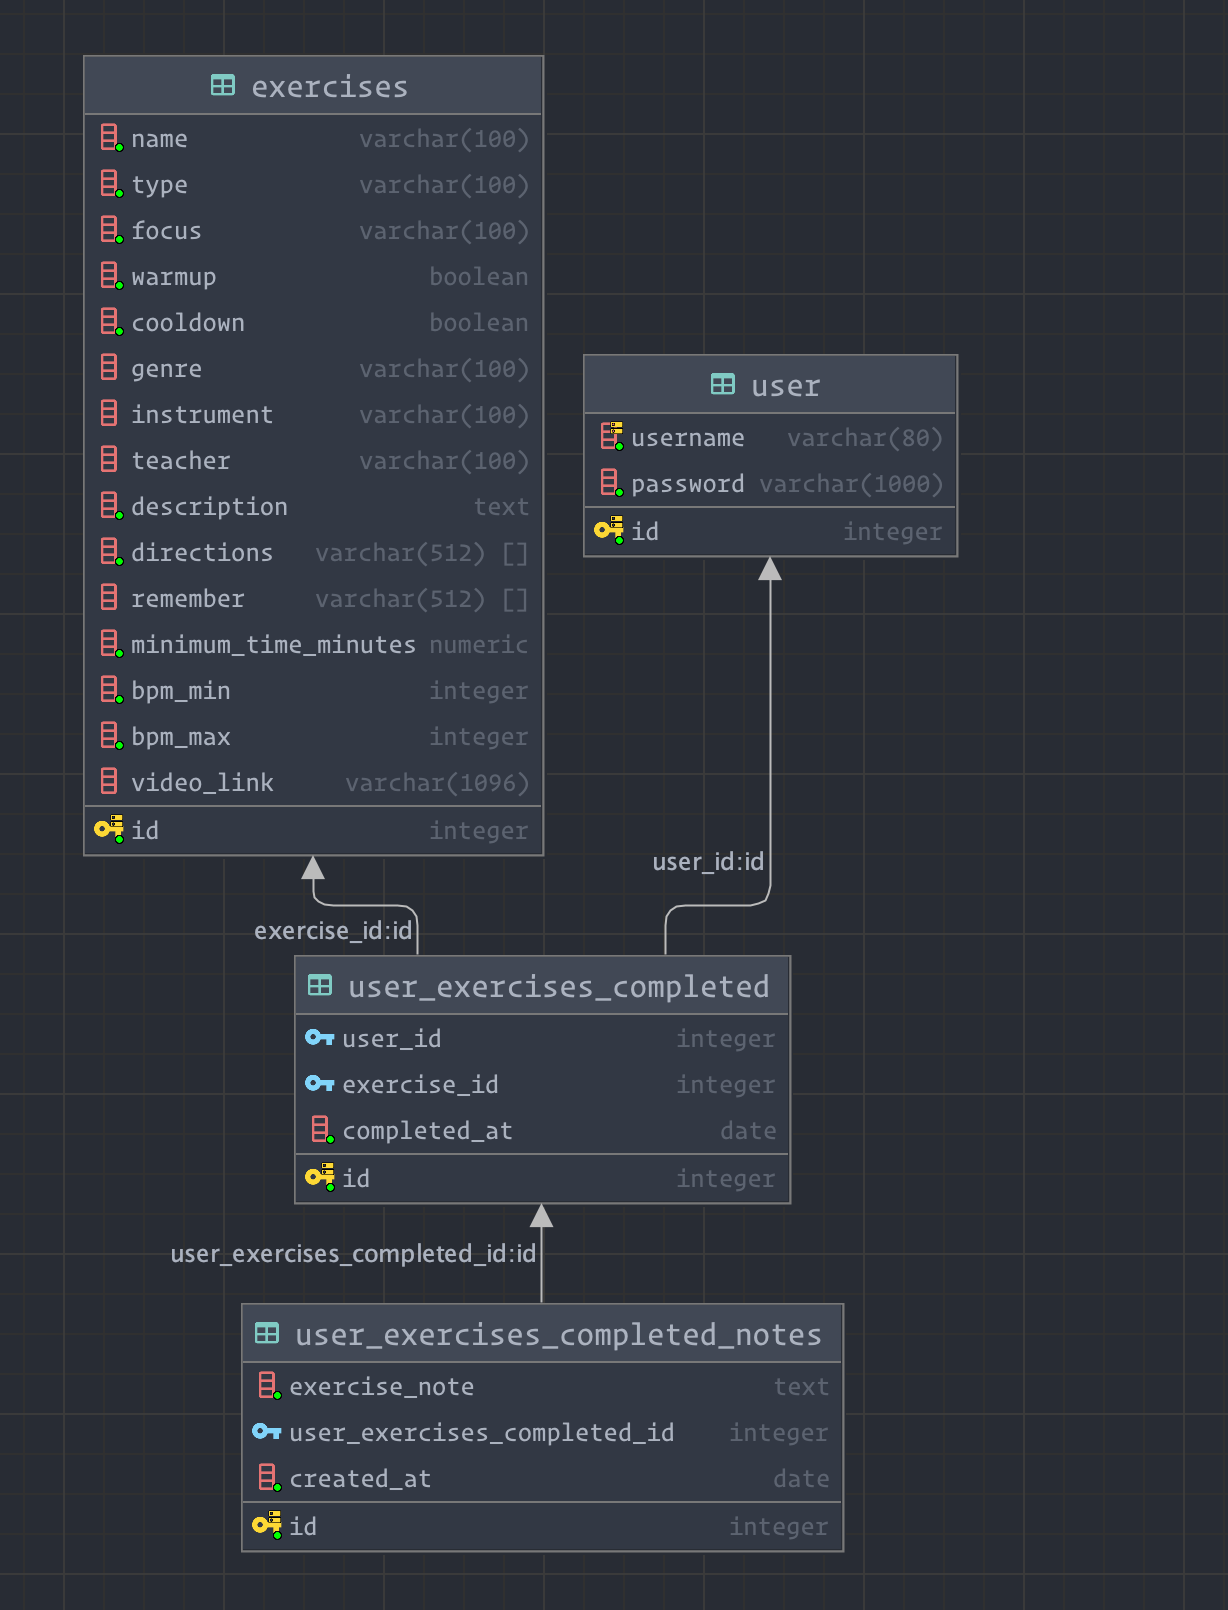 exercises
name varchar(100)
type varchar(100)
focus varchar(100)
warmup boolean
cooldown boolean
genre varchar(100)
instrument varchar(100)
teacher varchar(100)
description text
directions varchar(512) []
remember varchar(512) []
minimum_time_minutes numeric
bpm_min integer
bpm_max integer
video_link varchar(1096)
id integer
user
username varchar(80)
password varchar(1000)
id integer
user_id:id
exercise_id:id
user_exercises_completed
user_id integer
exercise_id integer
completed_at date
id integer
user_exercises_completed_id:id
user_exercises_completed_notes
exercise_note text
user_exercises_completed_id integer
created_at date
id integer